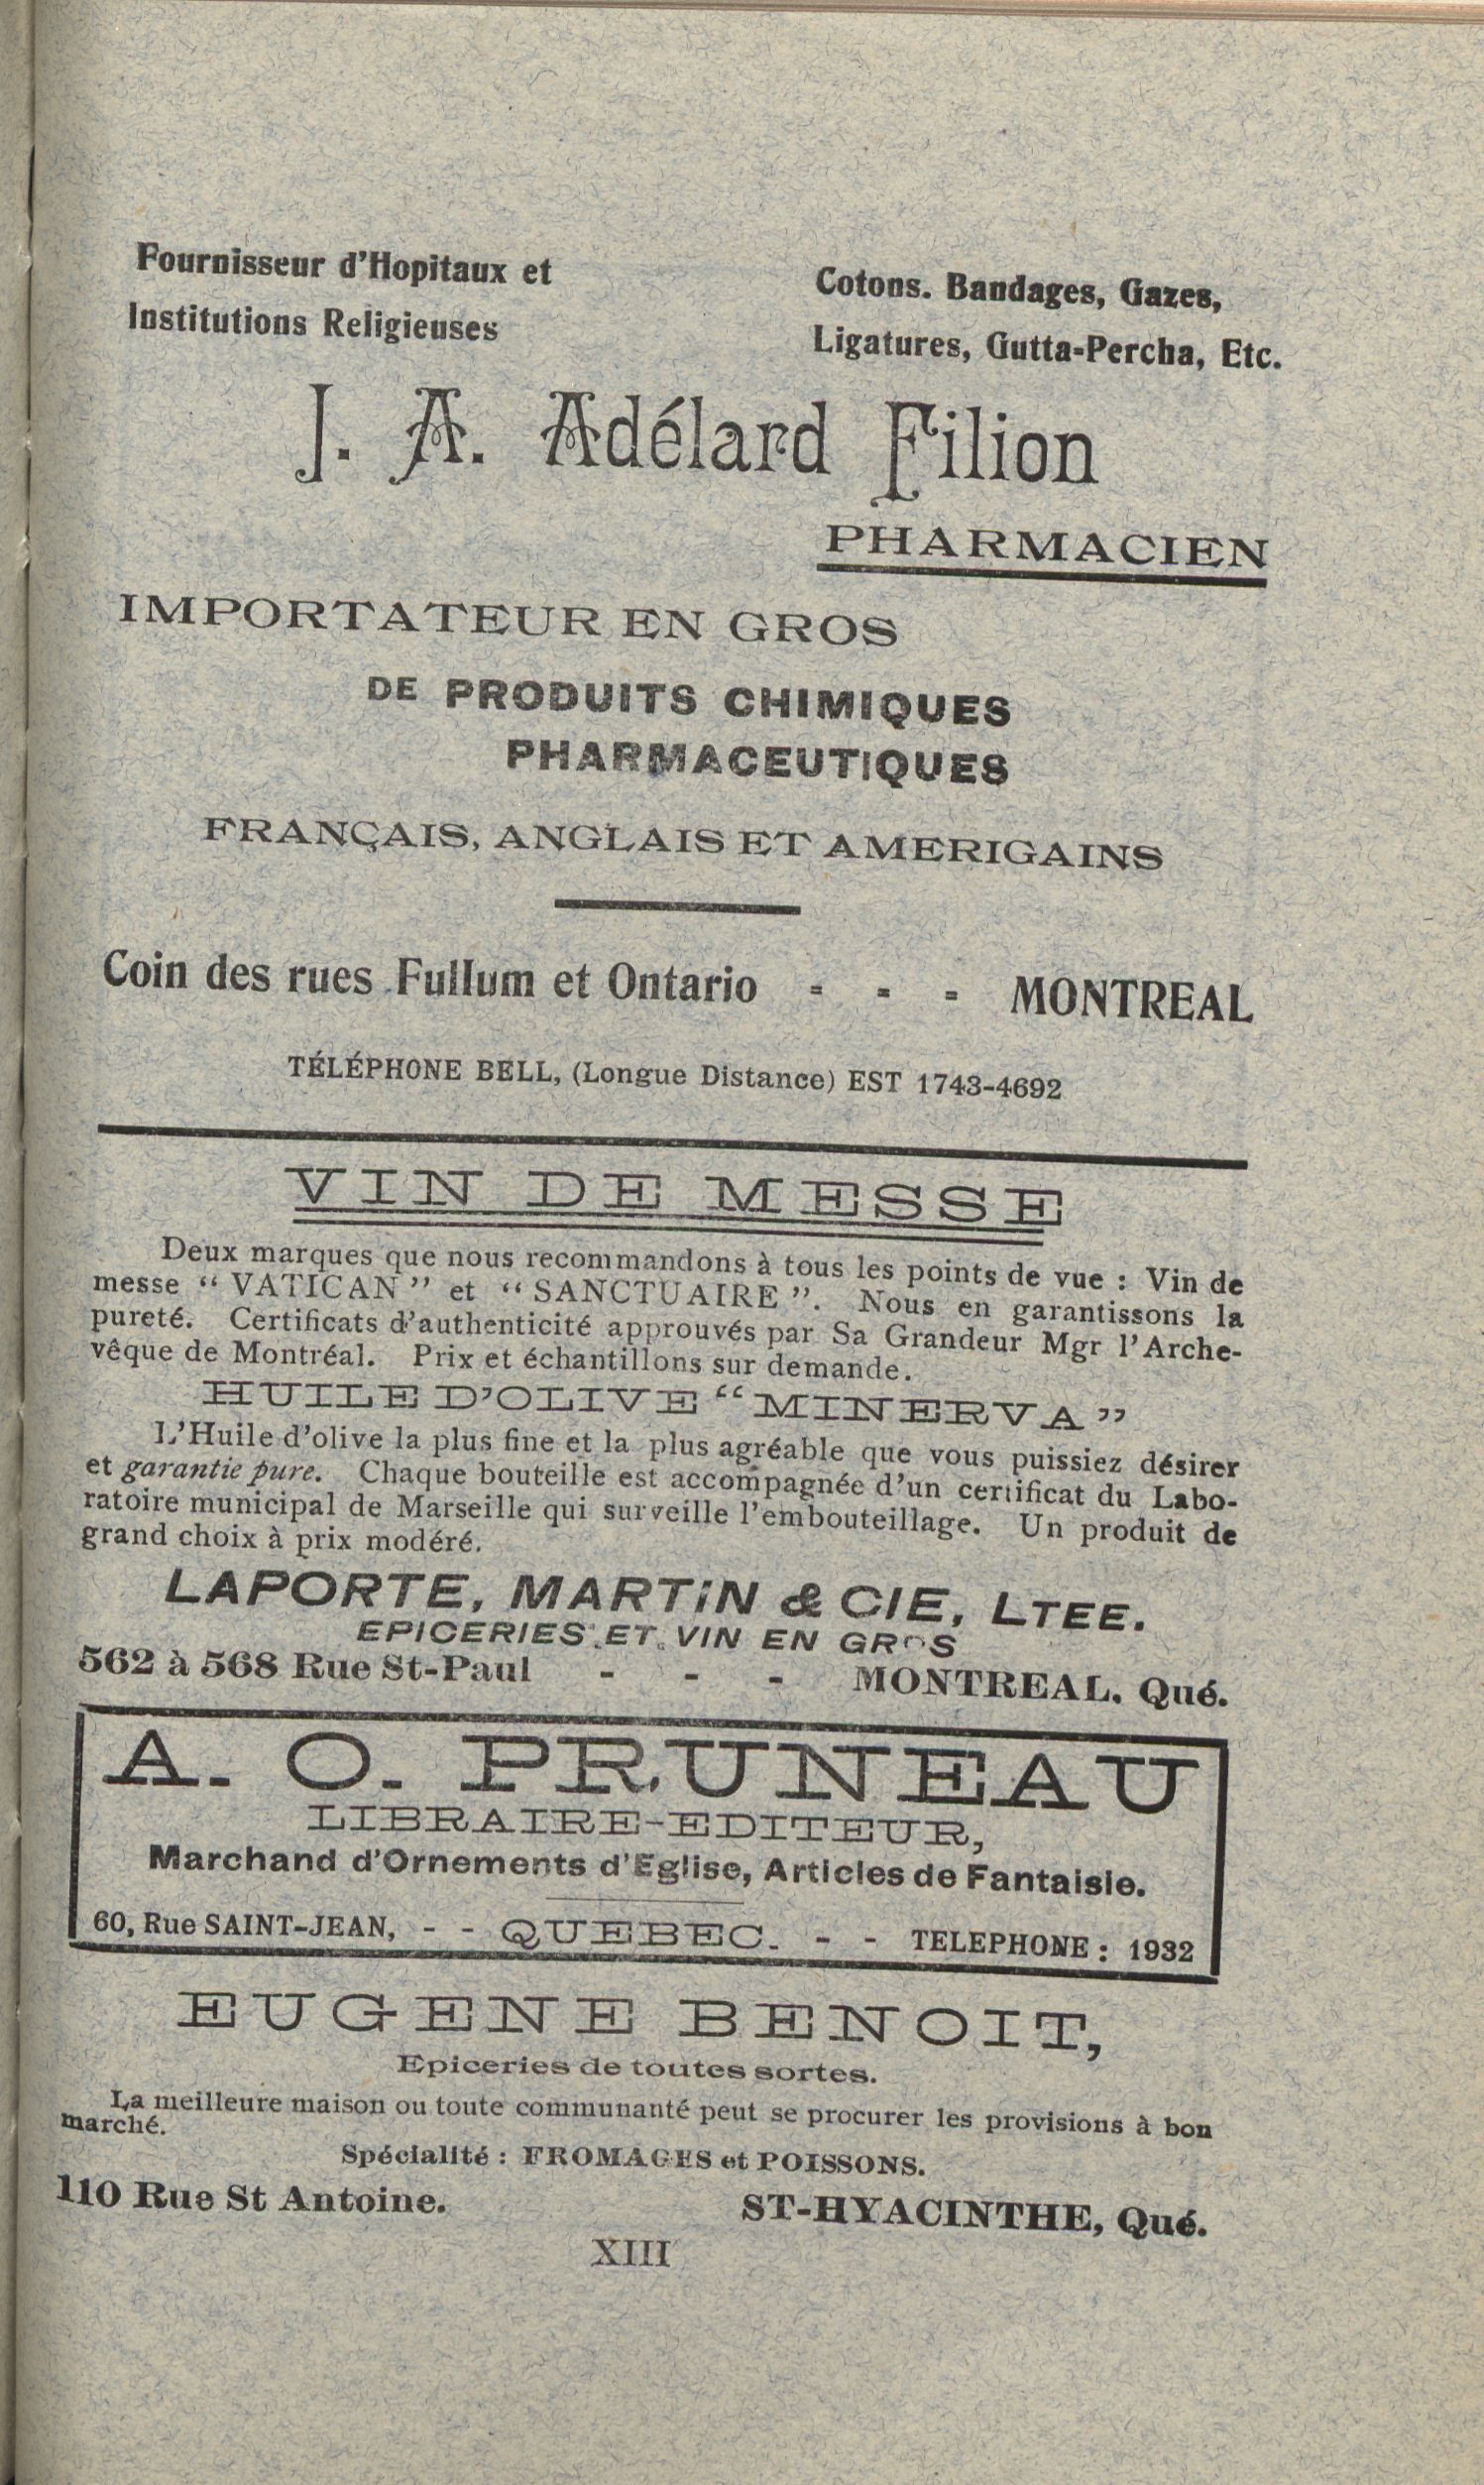 Fournisseur d'Hopitaux et
Institutions Religieuses
Cotons. Bandages, Gazes,
Ligatures, Gutta-Percha, Etc.
J. A. Adélard Filion
PHARMACIEN
IMPORTATEUR EN GROS
DE PRODUITS CHIMIQUES
PHARMACEUTIQUES
FRANÇAIS, ANGLAIS ET AMERIGAINS
Coin des rues Fullum et Ontario - - - MONTREAL
TÉLÉPHONE BELL, (Longue Distance) EST 1743-4692
VIN DE MESSE
Deux marques que nous recommandons à tous les points de vue : Vin de
messe " VATICAN " et " SANCTUAIRE ". Nous en garantissons la
pureté. Certificats d'authenticité approuvés par Sa Grandeur Mgr l'Arche-
vêque de Montréal. Prix et échantillons sur demande.
HUILE D'OLIVE " MINERVA "
L'Huile d'olive la plus fine et la plus agréable que vous puissiez désirer
et garantie pure. Chaque bouteille est accompagnée d'un certificat du Labo-
ratoire municipal de Marseille qui surveille l'embouteillage. Un produit de
grand choix à prix modéré.
LAPORTE, MARTiN & CIE, LTEE.
EPICERIES ET VIN EN GROS
562 à 568 Rue St-Paul - - - MONTREAL, Qué.
A. O. PRUNEAU
LIBRAIRE-EDITEUR,
Marchand d'Ornements d'Eglise, Articles de Fantaisie.
60, Rue SAINT-JEAN, - - QUEBEC. - - TELEPHONE : 1932
EUGENE BENOIT,
Epiceries de toutes sortes.
La meilleure maison ou toute communanté peut se procurer les provisions à bon
marché.
Spécialité : FROMAGES et POISSONS.
110 Rue St Antoine. ST-HYACINTHE, Qué.
XIII